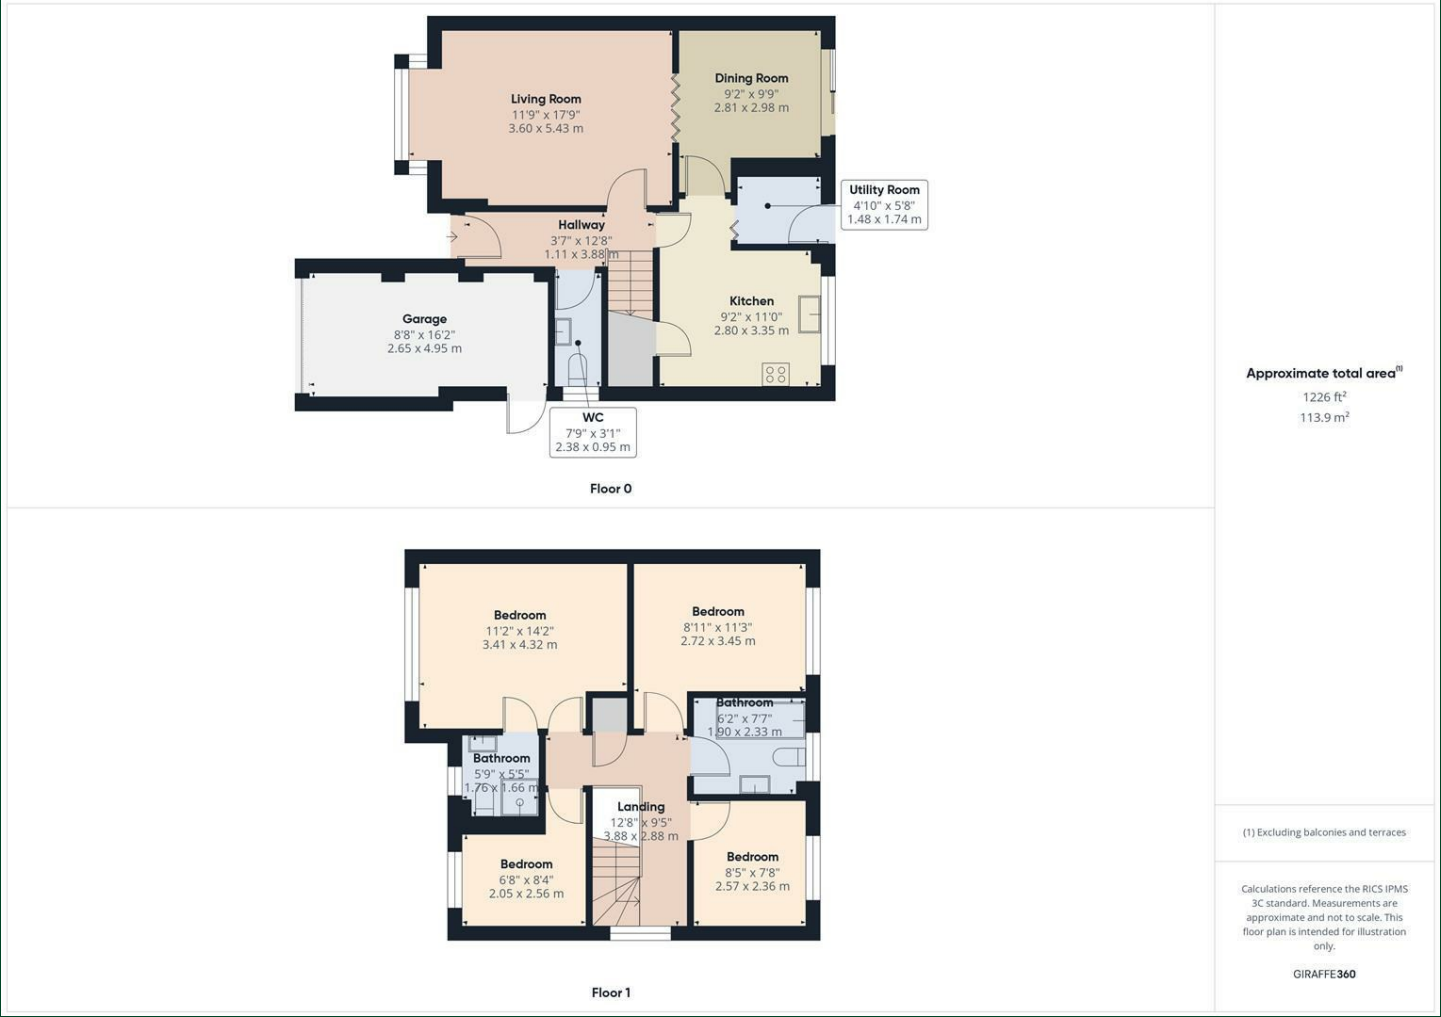 Living Room
11'9" x 17'9"
3.60 x 5.43 m
Dining Room
9'2" x 9'9"
2.81 x 2.98 m
Utility Room
4'10" x 5'8"
1.48 x 1.74 m
Hallway
3'7" x 12'8"
1.11 x 3.88 m
Kitchen
9'2" x 11'0"
2.80 x 3.35 m
Garage
8'8" x 16'2"
2.65 x 4.95 m
WC
7'9" x 3'1"
2.38 x 0.95 m
Floor 0
Bedroom
11'2" x 14'2"
3.41 x 4.32 m
Bedroom
8'11" x 11'3"
2.72 x 3.45 m
Bathroom
6'2" x 7'7"
1.90 x 2.33 m
Bathroom
5'9" x 5'5"
1.76 x 1.66 m
Landing
12'8" x 9'5"
3.88 x 2.88 m
Bedroom
6'8" x 8'4"
2.05 x 2.56 m
Bedroom
8'5" x 7'8"
2.57 x 2.36 m
Floor 1
Approximate total area(1)
1226 ft²
113.9 m²
(1) Excluding balconies and terraces
Calculations reference the RICS IPMS
3C standard. Measurements are
approximate and not to scale. This
floor plan is intended for illustration
only.
GIRAFFE360